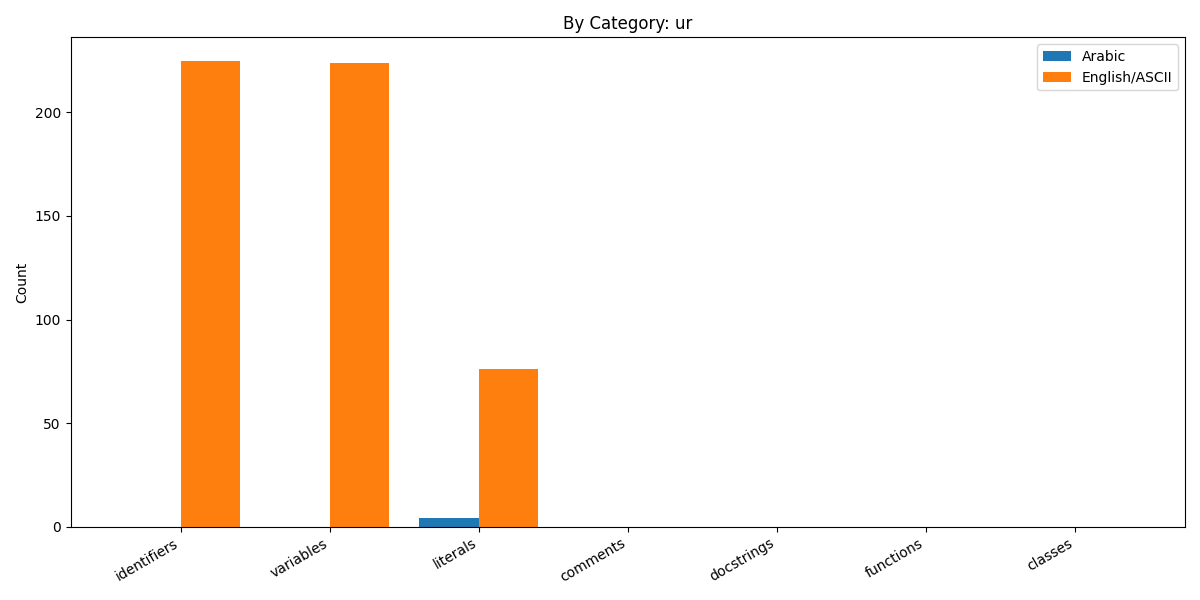 By Category: ur
Arabic
English/ASCII
Count
200
150
100
50
0
identifiers
variables
literals
comments
docstrings
functions
classes